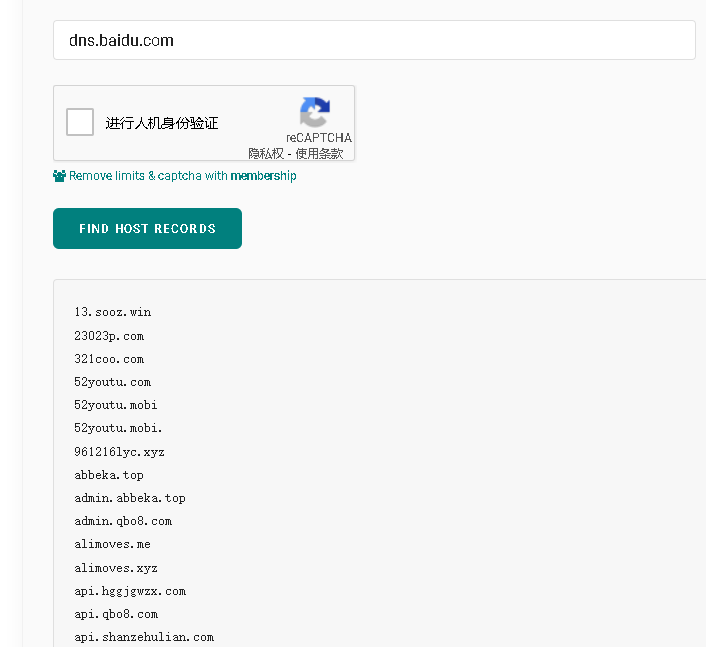 dns.baidu.com
进行人机身份验证
reCAPTCHA
隐私权 - 使用条款
Remove limits & captcha with membership
FIND HOST RECORDS
13.sooz.win
23023p.com
321coo.com
52youtu.com
52youtu.mobi
52youtu.mobi.
961216lyc.xyz
abbeka.top
admin.abbeka.top
admin.qbo8.com
alimoves.me
alimoves.xyz
api.hggjgwzx.com
api.qbo8.com
api.shanzehulian.com